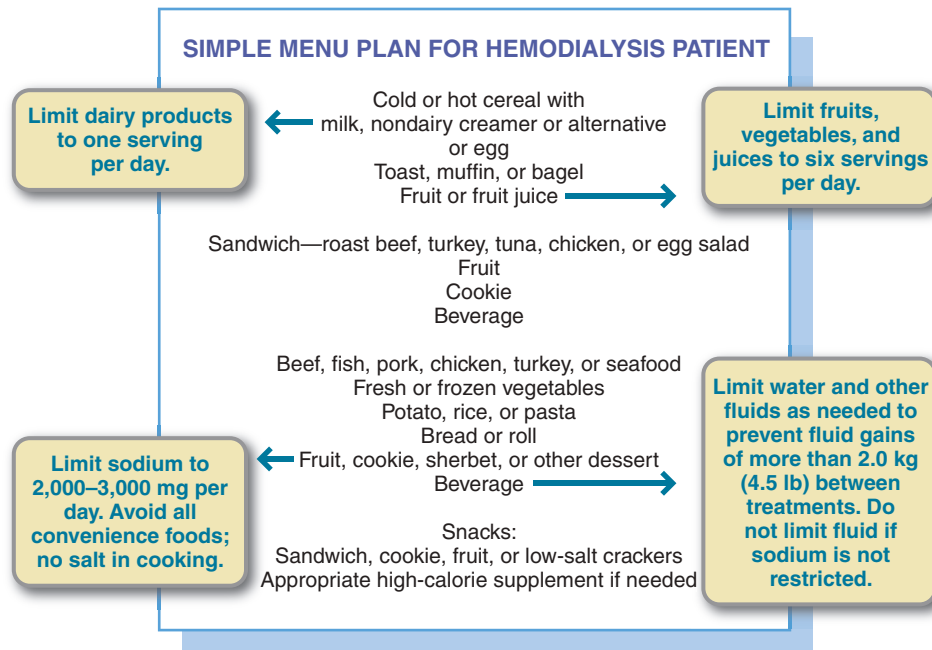 SIMPLE MENU PLAN FOR HEMODIALYSIS PATIENT
Limit dairy products
to one serving
per day.
Cold or hot cereal with
milk, nondairy creamer or alternative
or egg
Toast, muffin, or bagel
Fruit or fruit juice
Limit fruits,
vegetables, and
juices to six servings
per day.
Sandwich—roast beef, turkey, tuna, chicken, or egg salad
Fruit
Cookie
Beverage
Beef, fish, pork, chicken, turkey, or seafood
Fresh or frozen vegetables
Potato, rice, or pasta
Bread or roll
Fruit, cookie, sherbet, or other dessert
Beverage
Limit sodium to
2,000–3,000 mg per
day. Avoid all
convenience foods;
no salt in cooking.
Limit water and other
fluids as needed to
prevent fluid gains
of more than 2.0 kg
(4.5 lb) between
treatments. Do
not limit fluid if
sodium is not
restricted.
Snacks:
Sandwich, cookie, fruit, or low-salt crackers
Appropriate high-calorie supplement if needed